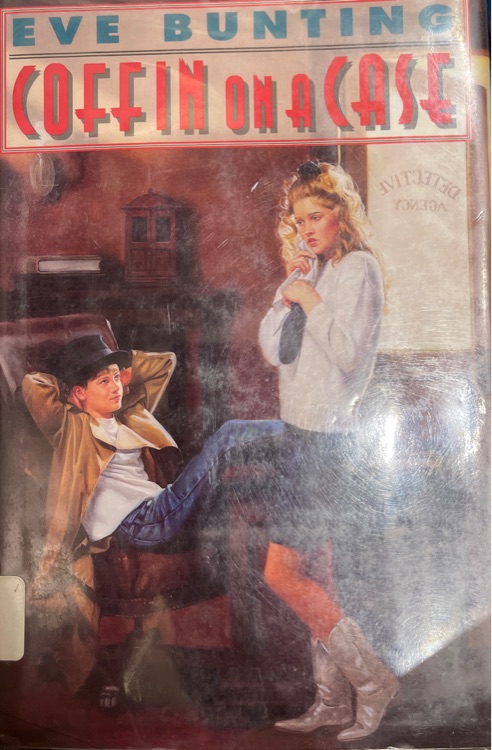 EVE BUNTING
COFFIN ON A CASE
DETECTIVE
AGENCY